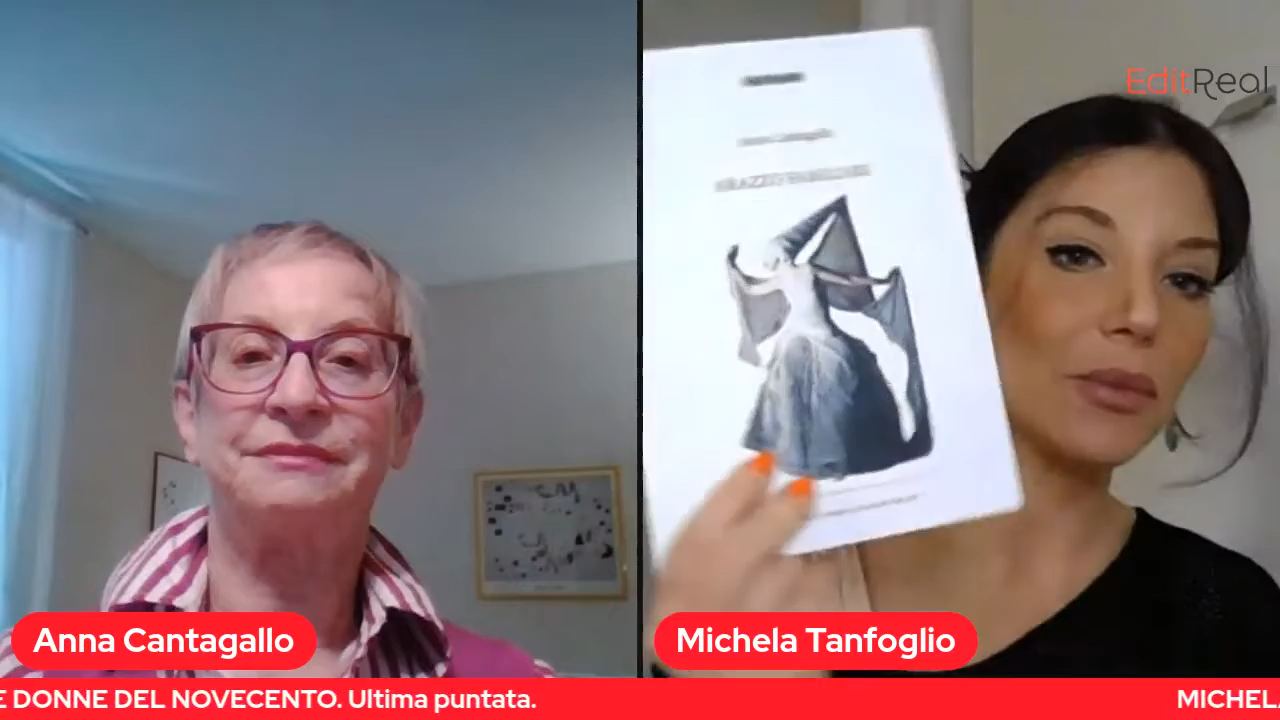 EditReal
Anna Cantagallo
Michela Tanfoglio
E DONNE DEL NOVECENTO. Ultima puntata.
MICHELA